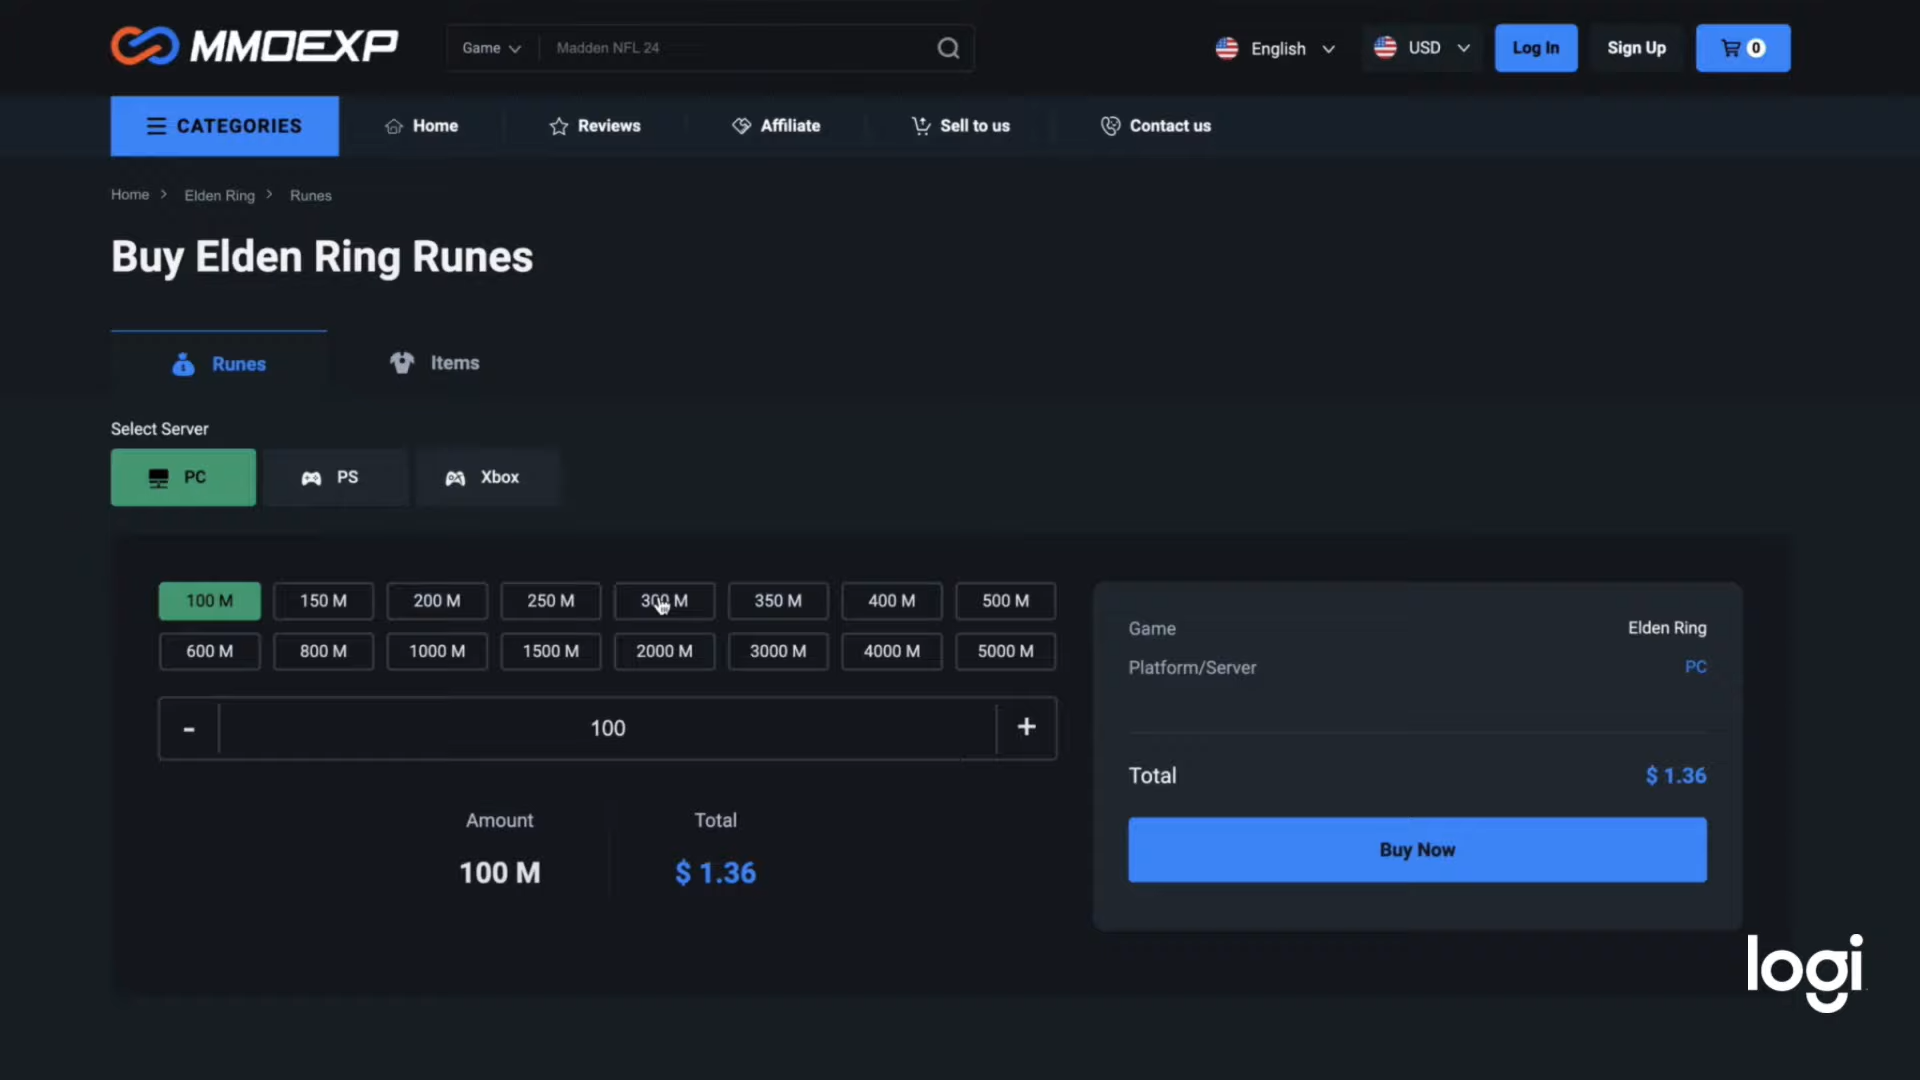 MMOEXP
Game
Madden NFL 24
English
USD
Log In
Sign Up
0
CATEGORIES
Home
Reviews
Affiliate
Sell to us
Contact us
Home > Elden Ring > Runes
Buy Elden Ring Runes
Runes
Items
Select Server
PC
PS
Xbox
100 M
150 M
200 M
250 M
300 M
350 M
400 M
500 M
600 M
800 M
1000 M
1500 M
2000 M
3000 M
4000 M
5000 M
-
100
+
Amount
Total
100 M
$ 1.36
Game
Elden Ring
Platform/Server
PC
Total
$ 1.36
Buy Now
logi